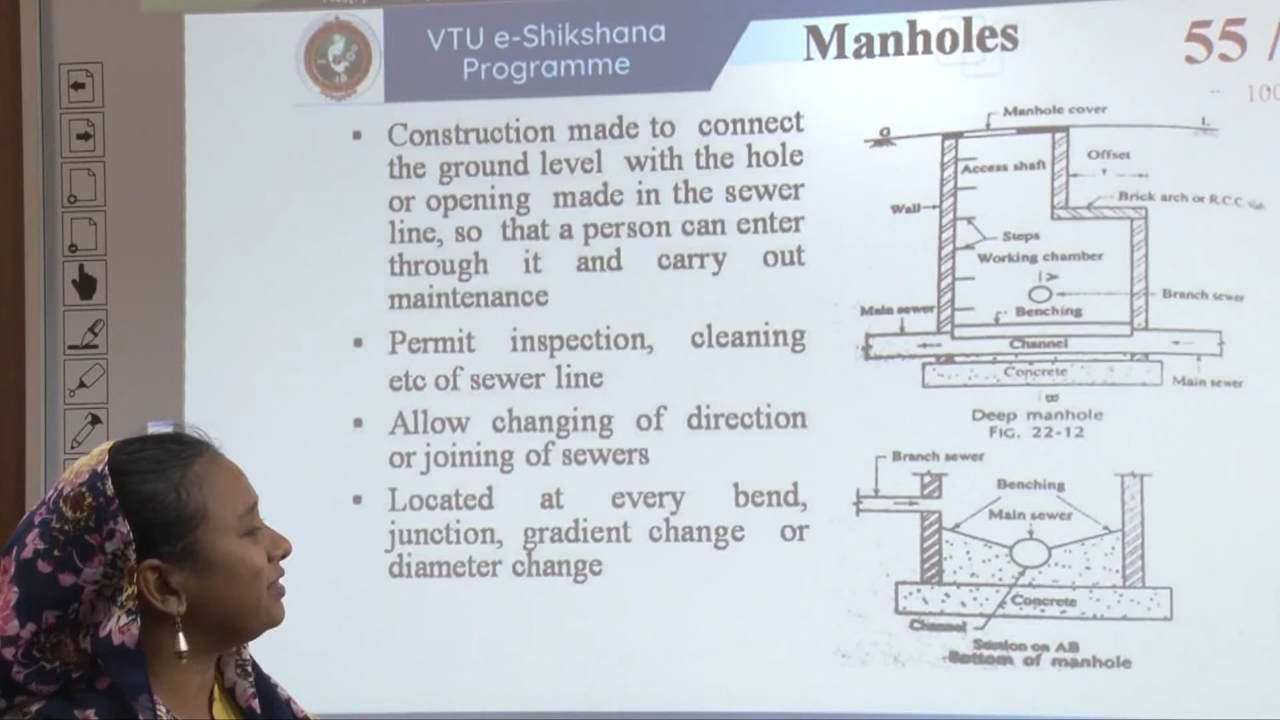 VTU e-Shikshana
Programme
Manholes
55 /
100
Construction made to connect
the ground level with the hole
or opening made in the sewer
line, so that a person can enter
through it and carry out
maintenance
Permit inspection, cleaning
etc of sewer line
Allow changing of direction
or joining of sewers
Located at every bend,
junction, gradient change or
diameter change
Manhole cover
G
L
Access shaft
Offset
Wall
Brick arch or R.C.C
Steps
Working chamber
Branch sewer
Main sewer
Benching
Channel
Concrete
Main sewer
B
Deep manhole
FIG. 22-12
Branch sewer
Benching
Main sewer
Concrete
Channel
Section on AB
Bottom of manhole